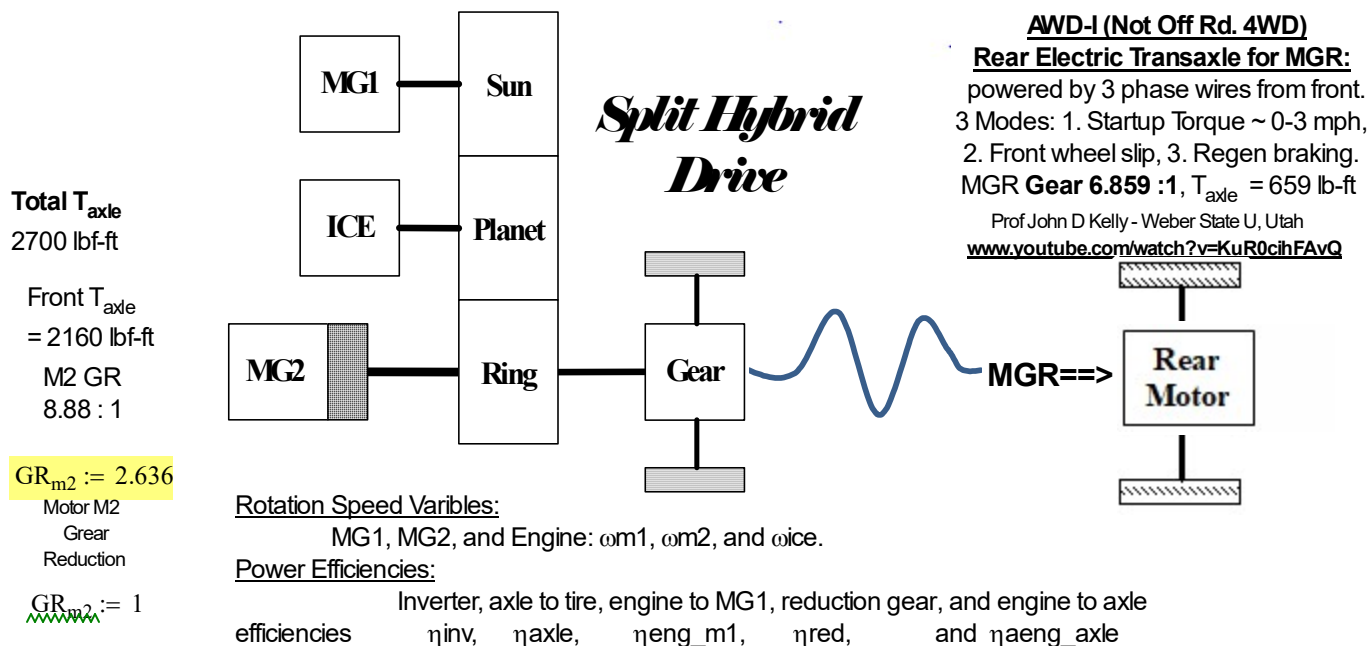 AWD-I (Not Off Rd. 4WD)
Rear Electric Transaxle for MGR:
powered by 3 phase wires from front.
3 Modes: 1. Startup Torque ~ 0-3 mph,
2. Front wheel slip, 3. Regen braking.
MGR Gear 6.859 :1, Taxle = 659 lb-ft
Prof John D Kelly - Weber State U, Utah
www.youtube.com/watch?v=KuR0cihFAvQ
Split Hybrid
Drive
MG1
Sun
ICE
Planet
MG2
Ring
Gear
MGR==>
Rear
Motor
Total Taxle
2700 lbf-ft
Front Taxle
= 2160 lbf-ft
M2 GR
8.88 : 1
GRm2 := 2.636
Motor M2
Grear
Reduction
GRm2 := 1
Rotation Speed Varibles:
MG1, MG2, and Engine: ωm1, ωm2, and ωice.
Power Efficiencies:
Inverter, axle to tire, engine to MG1, reduction gear, and engine to axle
efficiencies ηinv, ηaxle, ηeng_m1, ηred, and ηaeng_axle